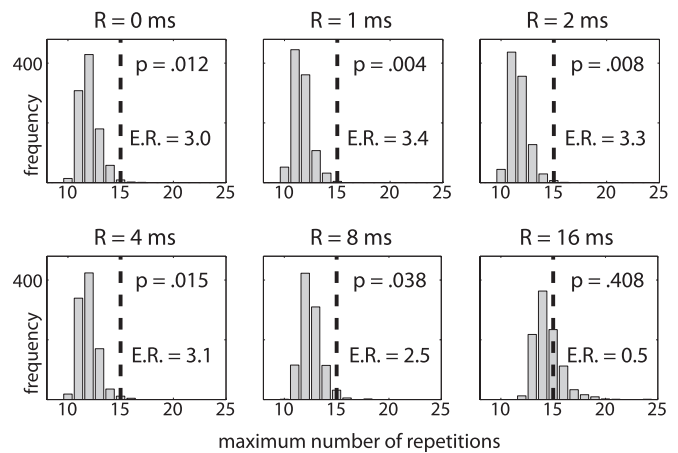 R = 0 ms
R = 1 ms
R = 2 ms
400
p = .012
p = .004
p = .008
frequency
E.R. = 3.0
E.R. = 3.4
E.R. = 3.3
10 15 20 25
10 15 20 25
10 15 20 25
R = 4 ms
R = 8 ms
R = 16 ms
400
p = .015
p = .038
p = .408
frequency
E.R. = 3.1
E.R. = 2.5
E.R. = 0.5
10 15 20 25
10 15 20 25
10 15 20 25
maximum number of repetitions